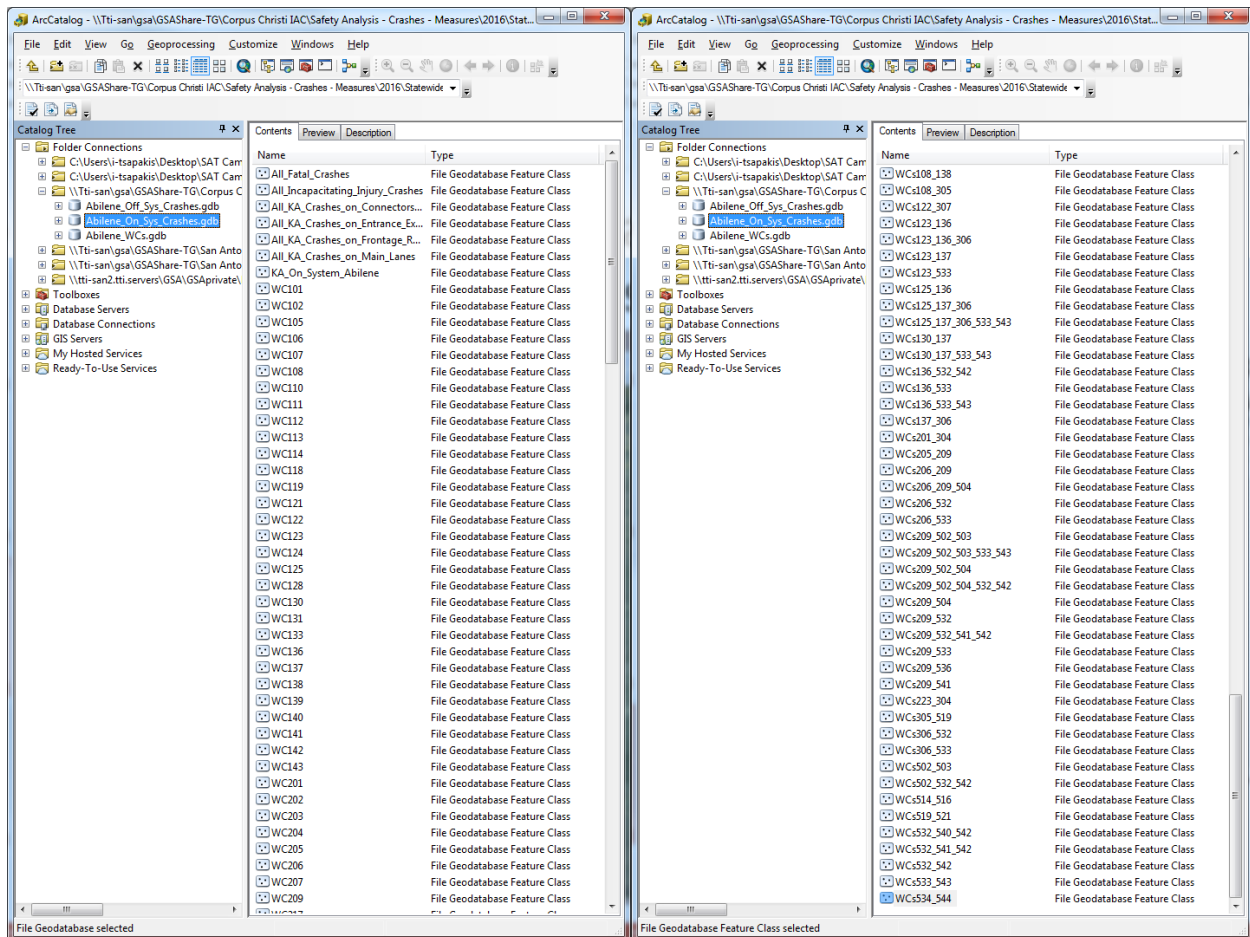 ArcCatalog - \\Tti-san\gsa\GSAShare-TG\Corpus Christi IAC\Safety Analysis - Crashes - Measures\2016\Stat...
File Edit View Go Geoprocessing Customize Windows Help
\\Tti-san\gsa\GSAShare-TG\Corpus Christi IAC\Safety Analysis - Crashes - Measures\2016\Statewide
Catalog Tree
Folder Connections
C:\Users\i-tsapakis\Desktop\SAT Cam
C:\Users\i-tsapakis\Desktop\SAT Cam
\\Tti-san\gsa\GSAShare-TG\Corpus C
Abilene_Off_Sys_Crashes.gdb
Abilene_On_Sys_Crashes.gdb
Abilene_WCs.gdb
\\Tti-san\gsa\GSAShare-TG\San Anto
\\Tti-san\gsa\GSAShare-TG\San Anto
\\tti-san2.tti.servers\GSA\GSAprivate\
Toolboxes
Database Servers
Database Connections
GIS Servers
My Hosted Services
Ready-To-Use Services
Contents Preview Description
Name Type
All_Fatal_Crashes File Geodatabase Feature Class
All_Incapacitating_Injury_Crashes File Geodatabase Feature Class
All_KA_Crashes_on_Connectors... File Geodatabase Feature Class
All_KA_Crashes_on_Entrance_Ex... File Geodatabase Feature Class
All_KA_Crashes_on_Frontage_R... File Geodatabase Feature Class
All_KA_Crashes_on_Main_Lanes File Geodatabase Feature Class
KA_On_System_Abilene File Geodatabase Feature Class
WC101 File Geodatabase Feature Class
WC102 File Geodatabase Feature Class
WC105 File Geodatabase Feature Class
WC106 File Geodatabase Feature Class
WC107 File Geodatabase Feature Class
WC108 File Geodatabase Feature Class
WC110 File Geodatabase Feature Class
WC111 File Geodatabase Feature Class
WC112 File Geodatabase Feature Class
WC113 File Geodatabase Feature Class
WC114 File Geodatabase Feature Class
WC118 File Geodatabase Feature Class
WC119 File Geodatabase Feature Class
WC121 File Geodatabase Feature Class
WC122 File Geodatabase Feature Class
WC123 File Geodatabase Feature Class
WC124 File Geodatabase Feature Class
WC125 File Geodatabase Feature Class
WC128 File Geodatabase Feature Class
WC130 File Geodatabase Feature Class
WC131 File Geodatabase Feature Class
WC133 File Geodatabase Feature Class
WC136 File Geodatabase Feature Class
WC137 File Geodatabase Feature Class
WC138 File Geodatabase Feature Class
WC139 File Geodatabase Feature Class
WC140 File Geodatabase Feature Class
WC141 File Geodatabase Feature Class
WC142 File Geodatabase Feature Class
WC143 File Geodatabase Feature Class
WC201 File Geodatabase Feature Class
WC202 File Geodatabase Feature Class
WC203 File Geodatabase Feature Class
WC204 File Geodatabase Feature Class
WC205 File Geodatabase Feature Class
WC206 File Geodatabase Feature Class
WC207 File Geodatabase Feature Class
WC209 File Geodatabase Feature Class
File Geodatabase selected
ArcCatalog - \\Tti-san\gsa\GSAShare-TG\Corpus Christi IAC\Safety Analysis - Crashes - Measures\2016\Stat...
File Edit View Go Geoprocessing Customize Windows Help
\\Tti-san\gsa\GSAShare-TG\Corpus Christi IAC\Safety Analysis - Crashes - Measures\2016\Statewide
Catalog Tree
Folder Connections
C:\Users\i-tsapakis\Desktop\SAT Cam
C:\Users\i-tsapakis\Desktop\SAT Cam
\\Tti-san\gsa\GSAShare-TG\Corpus C
Abilene_Off_Sys_Crashes.gdb
Abilene_On_Sys_Crashes.gdb
Abilene_WCs.gdb
\\Tti-san\gsa\GSAShare-TG\San Anto
\\Tti-san\gsa\GSAShare-TG\San Anto
\\tti-san2.tti.servers\GSA\GSAprivate\
Toolboxes
Database Servers
Database Connections
GIS Servers
My Hosted Services
Ready-To-Use Services
Contents Preview Description
Name Type
WCs108_138 File Geodatabase Feature Class
WCs108_305 File Geodatabase Feature Class
WCs122_307 File Geodatabase Feature Class
WCs123_136 File Geodatabase Feature Class
WCs123_136_306 File Geodatabase Feature Class
WCs123_137 File Geodatabase Feature Class
WCs123_533 File Geodatabase Feature Class
WCs125_136 File Geodatabase Feature Class
WCs125_137_306 File Geodatabase Feature Class
WCs125_137_306_533_543 File Geodatabase Feature Class
WCs130_137 File Geodatabase Feature Class
WCs130_137_533_543 File Geodatabase Feature Class
WCs136_532_542 File Geodatabase Feature Class
WCs136_533 File Geodatabase Feature Class
WCs136_533_543 File Geodatabase Feature Class
WCs137_306 File Geodatabase Feature Class
WCs201_304 File Geodatabase Feature Class
WCs205_209 File Geodatabase Feature Class
WCs206_209 File Geodatabase Feature Class
WCs206_209_504 File Geodatabase Feature Class
WCs206_532 File Geodatabase Feature Class
WCs206_533 File Geodatabase Feature Class
WCs209_502_503 File Geodatabase Feature Class
WCs209_502_503_533_543 File Geodatabase Feature Class
WCs209_502_504 File Geodatabase Feature Class
WCs209_502_504_532_542 File Geodatabase Feature Class
WCs209_504 File Geodatabase Feature Class
WCs209_532 File Geodatabase Feature Class
WCs209_532_541_542 File Geodatabase Feature Class
WCs209_533 File Geodatabase Feature Class
WCs209_536 File Geodatabase Feature Class
WCs209_541 File Geodatabase Feature Class
WCs223_304 File Geodatabase Feature Class
WCs305_519 File Geodatabase Feature Class
WCs306_532 File Geodatabase Feature Class
WCs306_533 File Geodatabase Feature Class
WCs502_503 File Geodatabase Feature Class
WCs502_532_542 File Geodatabase Feature Class
WCs514_516 File Geodatabase Feature Class
WCs519_521 File Geodatabase Feature Class
WCs532_540_542 File Geodatabase Feature Class
WCs532_541_542 File Geodatabase Feature Class
WCs532_542 File Geodatabase Feature Class
WCs533_543 File Geodatabase Feature Class
WCs534_544 File Geodatabase Feature Class
File Geodatabase Feature Class selected